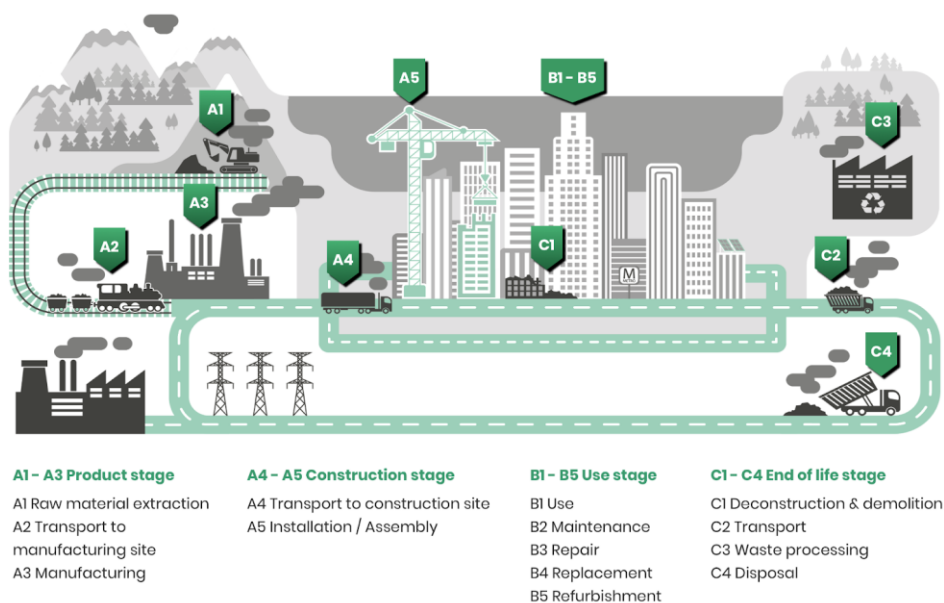 A5
B1 - B5
A1
C3
A3
A2
A4
C1
C2
M
C4
A1 - A3 Product stage
A1 Raw material extraction
A2 Transport to
manufacturing site
A3 Manufacturing
A4 - A5 Construction stage
A4 Transport to construction site
A5 Installation / Assembly
B1 - B5 Use stage
B1 Use
B2 Maintenance
B3 Repair
B4 Replacement
B5 Refurbishment
C1 - C4 End of life stage
C1 Deconstruction & demolition
C2 Transport
C3 Waste processing
C4 Disposal